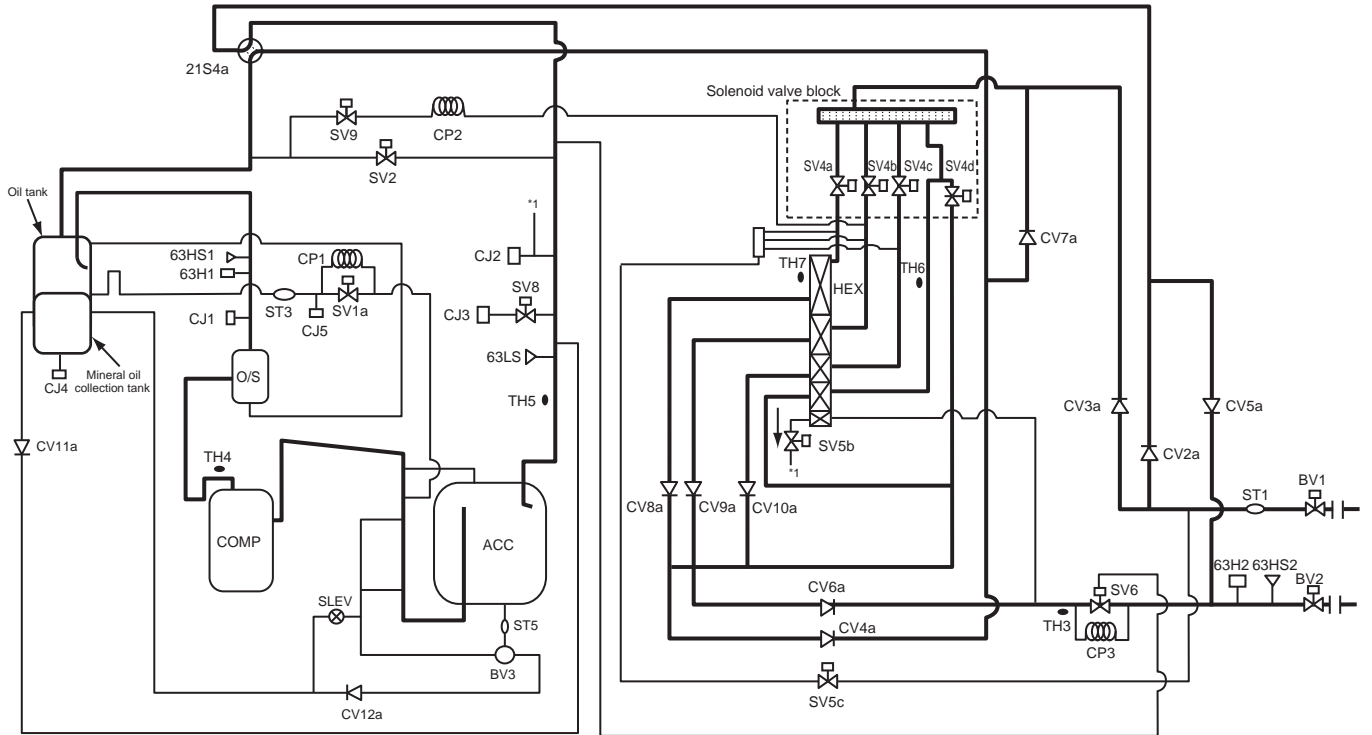 21S4a
Solenoid valve block
SV9
CP2
SV2
SV4a
SV4b
SV4c
SV4d
Oil tank
*1
63HS1
63H1
CP1
CJ2
CV7a
TH7
TH6
HEX
ST3
SV1a
CJ5
SV8
CJ3
CJ1
63LS
O/S
CJ4
Mineral oil
collection tank
TH5
CV3a
CV5a
CV11a
SV5b
CV2a
TH4
*1
BV1
ST1
CV8a
CV9a
CV10a
COMP
ACC
63H2
63HS2
BV2
CV6a
SV6
SLEV
ST5
TH3
CV4a
CP3
BV3
CV12a
SV5c